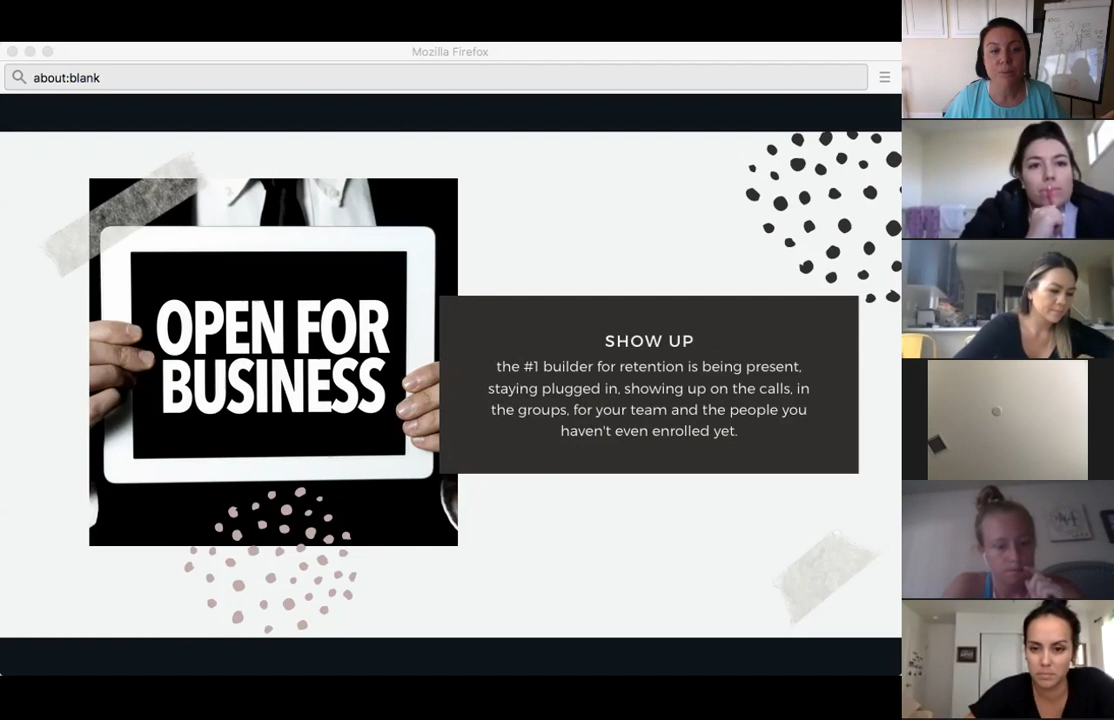 Mozilla Firefox
about:blank
OPEN FOR
BUSINESS
SHOW UP
the #1 builder for retention is being present,
staying plugged in, showing up on the calls, in
the groups, for your team and the people you
haven't even enrolled yet.